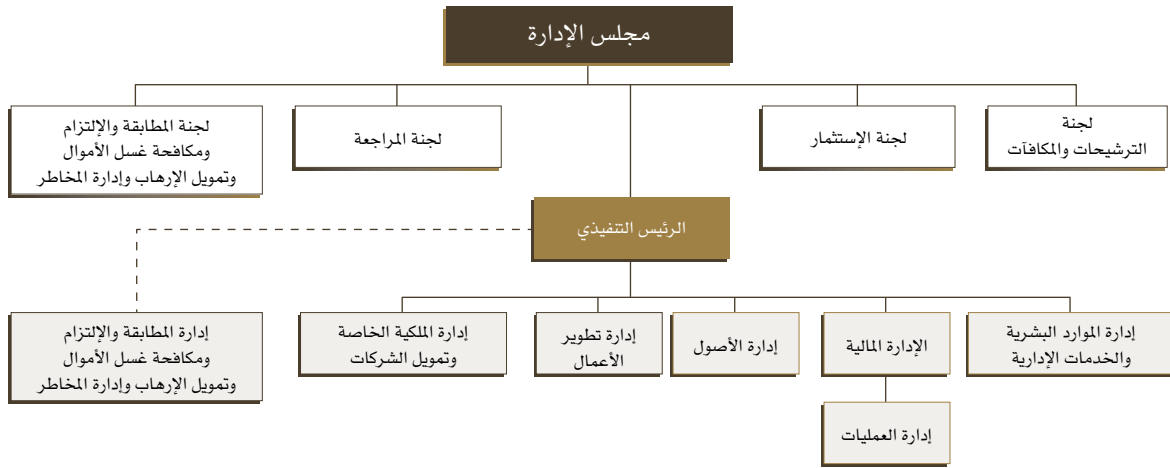 مجلس الإدارة
لجنة
الترشيحات والمكافآت
لجنة الإستثمار
لجنة المراجعة
لجنة المطابقة والإلتزام
ومكافحة غسل الأموال
وتمويل الإرهاب وإدارة المخاطر
الرئيس التنفيذي
إدارة الموارد البشرية
والخدمات الإدارية
الإدارة المالية
إدارة الأصول
إدارة تطوير
الأعمال
إدارة الملكية الخاصة
وتمويل الشركات
إدارة المطابقة والإلتزام
ومكافحة غسل الأموال
وتمويل الإرهاب وإدارة المخاطر
إدارة العمليات